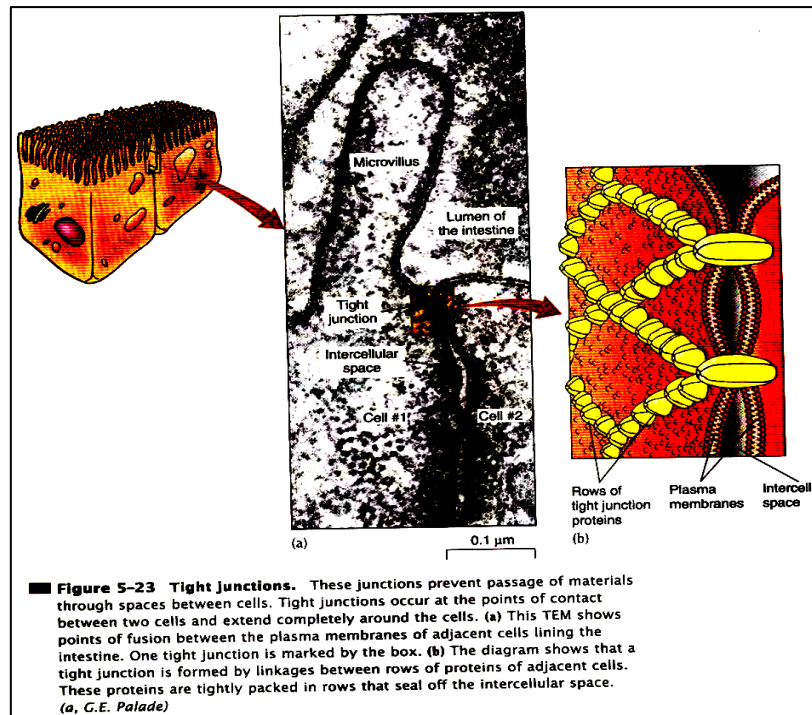 Microvillus
Lumen of
the intestine
Tight
junction
Intercellular
space
Cell #1
Cell #2
(a)
0.1 µm
Rows of
tight junction
proteins
Plasma
membranes
Intercell
space
(b)
Figure 5–23 Tight junctions. These junctions prevent passage of materials
through spaces between cells. Tight junctions occur at the points of contact
between two cells and extend completely around the cells. (a) This TEM shows
points of fusion between the plasma membranes of adjacent cells lining the
intestine. One tight junction is marked by the box. (b) The diagram shows that a
tight junction is formed by linkages between rows of proteins of adjacent cells.
These proteins are tightly packed in rows that seal off the intercellular space.
(a, G.E. Palade)